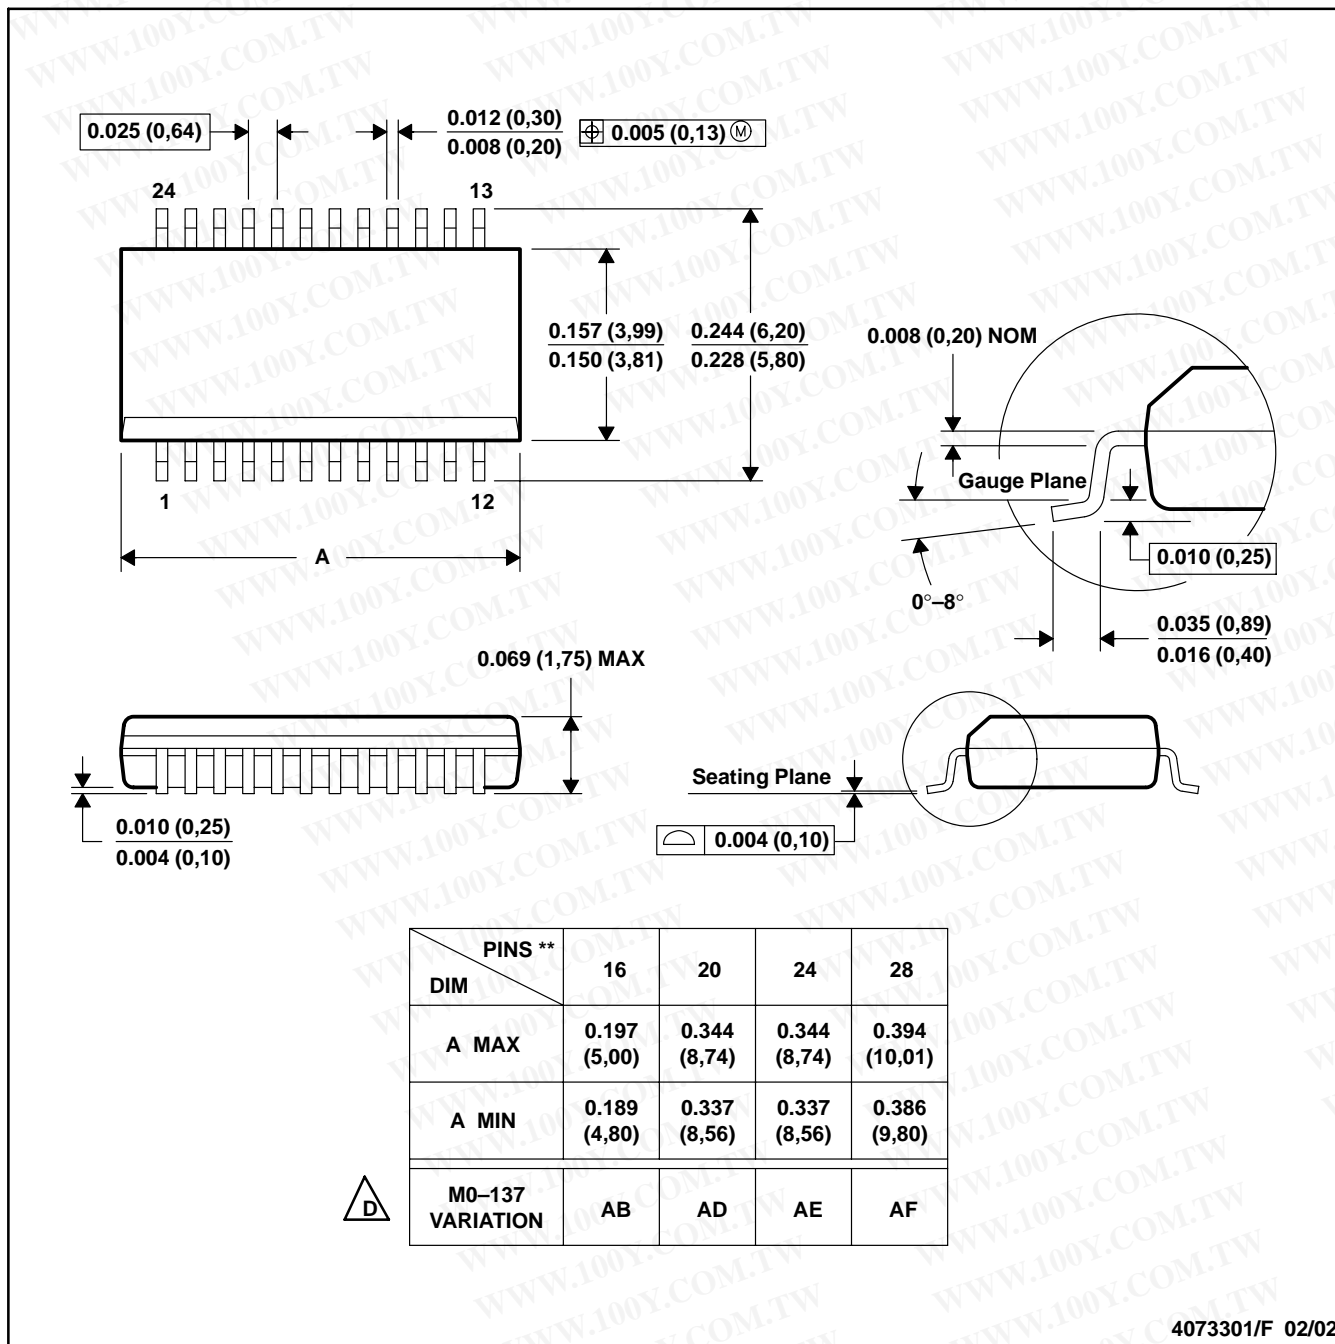 0.025 (0,64)
0.012 (0,30)
0.008 (0,20)
0.005 (0,13) Ⓜ
24
13
0.157 (3,99)
0.150 (3,81)
0.244 (6,20)
0.228 (5,80)
1
12
A
0.008 (0,20) NOM
Gauge Plane
0.010 (0,25)
0°–8°
0.035 (0,89)
0.016 (0,40)
0.069 (1,75) MAX
0.010 (0,25)
0.004 (0,10)
Seating Plane
0.004 (0,10)
PINS **
DIM
16 20 24 28
A MAX
0.197 0.344 0.344 0.394
(5,00) (8,74) (8,74) (10,01)
A MIN
0.189 0.337 0.337 0.386
(4,80) (8,56) (8,56) (9,80)
D
M0–137
VARIATION
AB AD AE AF
4073301/F 02/02
WWW.100Y.COM.TW